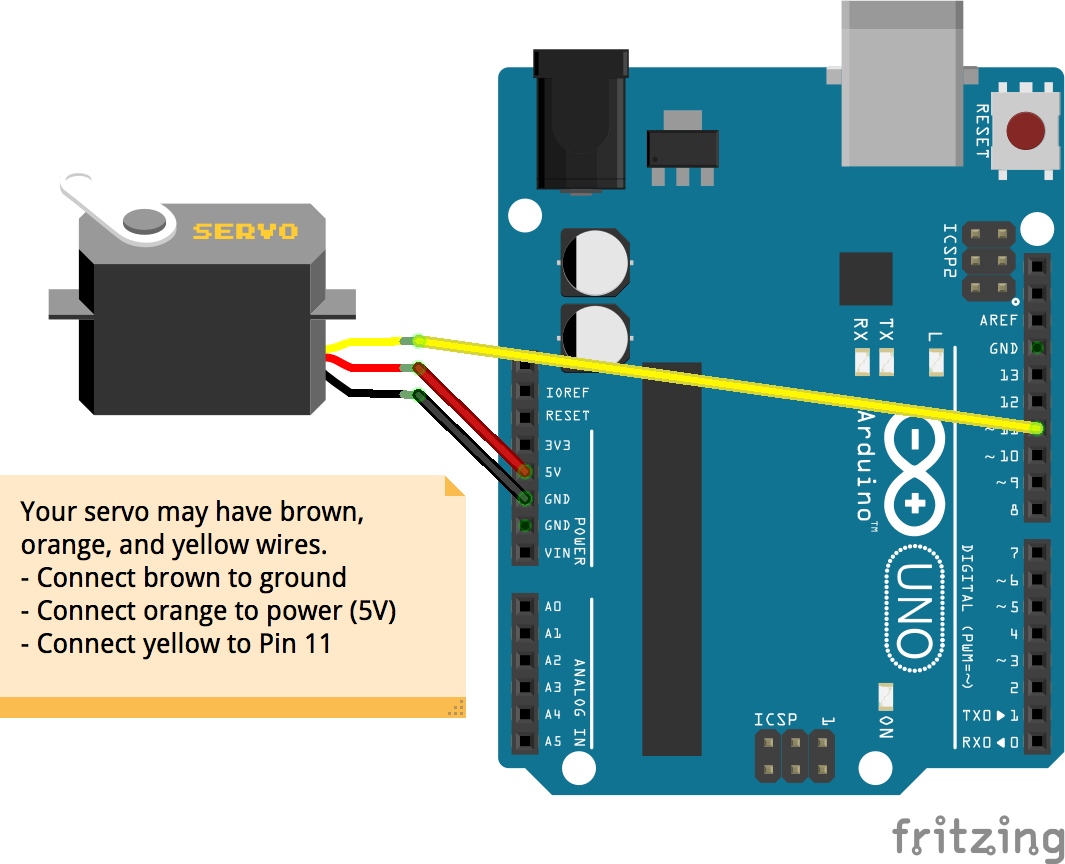 SERVO
Your servo may have brown,
orange, and yellow wires.
- Connect brown to ground
- Connect orange to power (5V)
- Connect yellow to Pin 11
RESET
ICSP2
AREF
GND
13
12
~11
~10
~9
8
7
~6
~5
4
~3
2
TX0▶1
RX0◀0
RX
TX
L
IOREF
RESET
3V3
5V
GND
GND
VIN
POWER
A0
A1
A2
A3
A4
A5
ANALOG IN
Arduino™
UNO
DIGITAL (PWM=~)
ICSP
1
ON
fritzing